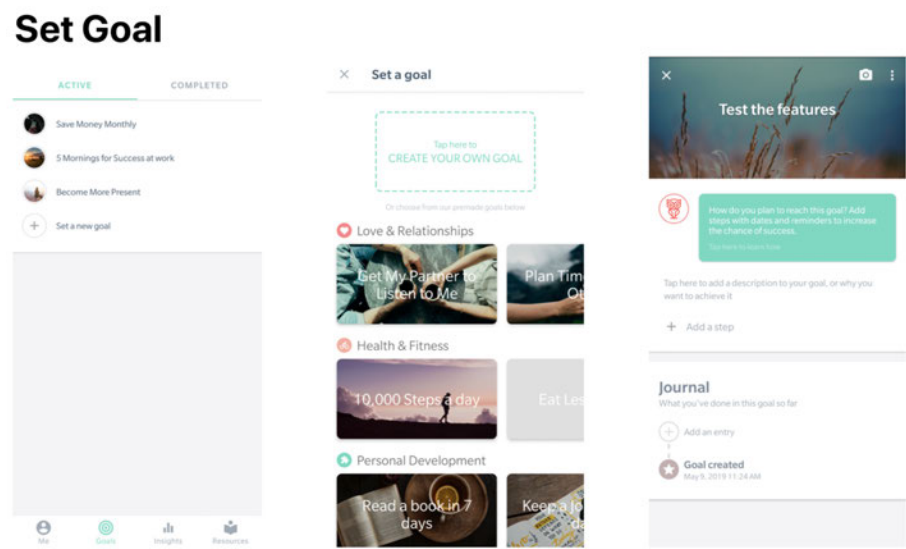 Set Goal
ACTIVE
COMPLETED
Save Money Monthly
5 Mornings for Success at work
Become More Present
Set a new goal
Me
Goals
Insights
Resources
Set a goal
Tap here to
CREATE YOUR OWN GOAL
Or choose from our premade goals below
Love & Relationships
Get My Partner to
Listen to Me
Plan Tim
Ot
Health & Fitness
10,000 Steps a day
Eat Les
Personal Development
Read a book in 7
days
Keep a Jo
da
Test the features
How do you plan to reach this goal? Add
steps with dates and reminders to increase
the chance of success.
Tap here to learn how
Tap here to add a description to your goal, or why you
want to achieve it
Add a step
Journal
What you've done in this goal so far
Add an entry
Goal created
May 9, 2019 11:24 AM